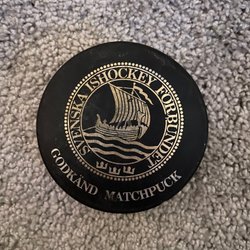 SVENSKA ISHOCKEY FÖRBUNDET
GODKÄND MATCHPUCK